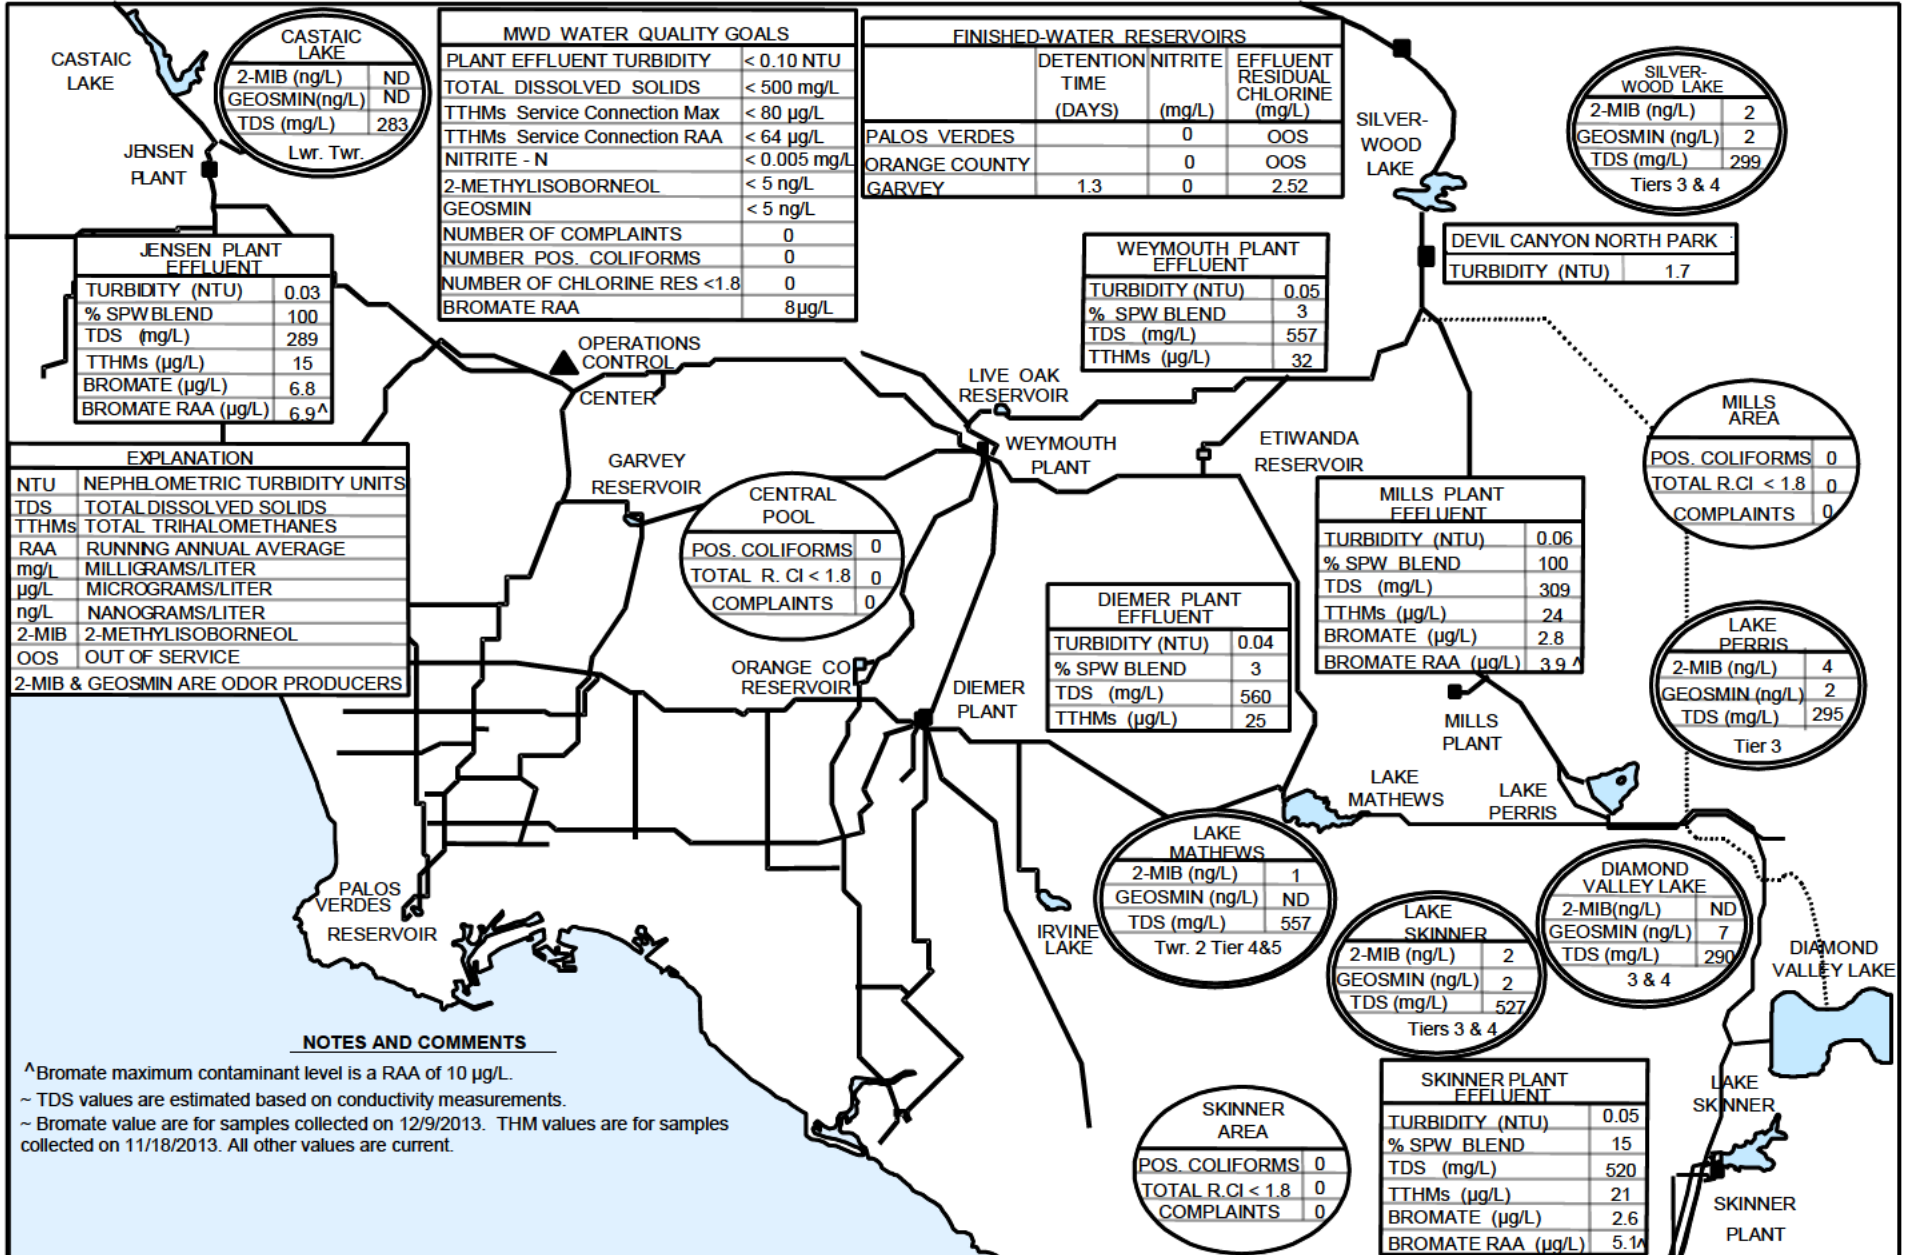 CASTAIC
LAKE
CASTAIC
LAKE
2-MIB (ng/L) ND
GEOSMIN(ng/L) ND
TDS (mg/L) 283
Lwr. Twr.
JENSEN
PLANT
MWD WATER QUALITY GOALS
PLANT EFFLUENT TURBIDITY < 0.10 NTU
TOTAL DISSOLVED SOLIDS < 500 mg/L
TTHMs Service Connection Max < 80 µg/L
TTHMs Service Connection RAA < 64 µg/L
NITRITE - N < 0.005 mg/L
2-METHYLISOBORNEOL < 5 ng/L
GEOSMIN < 5 ng/L
NUMBER OF COMPLAINTS 0
NUMBER POS. COLIFORMS 0
NUMBER OF CHLORINE RES <1.8 0
BROMATE RAA 8µg/L
FINISHED-WATER RESERVOIRS
DETENTION NITRITE EFFLUENT
TIME RESIDUAL
CHLORINE
(DAYS) (mg/L) (mg/L)
PALOS VERDES 0 OOS
ORANGE COUNTY 0 OOS
GARVEY 1.3 0 2.52
SILVER-
WOOD
LAKE
SILVER-
WOOD LAKE
2-MIB (ng/L) 2
GEOSMIN (ng/L) 2
TDS (mg/L) 299
Tiers 3 & 4
DEVIL CANYON NORTH PARK
TURBIDITY (NTU) 1.7
JENSEN PLANT
EFFLUENT
TURBIDITY (NTU) 0.03
% SPW BLEND 100
TDS (mg/L) 289
TTHMs (µg/L) 15
BROMATE (µg/L) 6.8
BROMATE RAA (µg/L) 6.9^
WEYMOUTH PLANT
EFFLUENT
TURBIDITY (NTU) 0.05
% SPW BLEND 3
TDS (mg/L) 557
TTHMs (µg/L) 32
OPERATIONS
CONTROL
CENTER
LIVE OAK
RESERVOIR
WEYMOUTH
PLANT
ETIWANDA
RESERVOIR
MILLS
AREA
POS. COLIFORMS 0
TOTAL R.Cl < 1.8 0
COMPLAINTS 0
EXPLANATION
NTU NEPHELOMETRIC TURBIDITY UNITS
TDS TOTAL DISSOLVED SOLIDS
TTHMs TOTAL TRIHALOMETHANES
RAA RUNNING ANNUAL AVERAGE
mg/L MILLIGRAMS/LITER
µg/L MICROGRAMS/LITER
ng/L NANOGRAMS/LITER
2-MIB 2-METHYLISOBORNEOL
OOS OUT OF SERVICE
2-MIB & GEOSMIN ARE ODOR PRODUCERS
GARVEY
RESERVOIR
CENTRAL
POOL
POS. COLIFORMS 0
TOTAL R. Cl < 1.8 0
COMPLAINTS 0
MILLS PLANT
EFFLUENT
TURBIDITY (NTU) 0.06
% SPW BLEND 100
TDS (mg/L) 309
TTHMs (µg/L) 24
BROMATE (µg/L) 2.8
BROMATE RAA (µg/L) 3.9 ^
DIEMER PLANT
EFFLUENT
TURBIDITY (NTU) 0.04
% SPW BLEND 3
TDS (mg/L) 560
TTHMs (µg/L) 25
LAKE
PERRIS
2-MIB (ng/L) 4
GEOSMIN (ng/L) 2
TDS (mg/L) 295
Tier 3
ORANGE CO
RESERVOIR
DIEMER
PLANT
MILLS
PLANT
LAKE
MATHEWS
LAKE
PERRIS
LAKE
MATHEWS
2-MIB (ng/L) 1
GEOSMIN (ng/L) ND
TDS (mg/L) 557
Twr. 2 Tier 4&5
DIAMOND
VALLEY LAKE
2-MIB(ng/L) ND
GEOSMIN (ng/L) 7
TDS (mg/L) 290
3 & 4
LAKE
SKINNER
2-MIB (ng/L) 2
GEOSMIN (ng/L) 2
TDS (mg/L) 527
Tiers 3 & 4
PALOS
VERDES
RESERVOIR
IRVINE
LAKE
DIAMOND
VALLEY LAKE
NOTES AND COMMENTS
^Bromate maximum contaminant level is a RAA of 10 µg/L.
~ TDS values are estimated based on conductivity measurements.
~ Bromate value are for samples collected on 12/9/2013. THM values are for samples
collected on 11/18/2013. All other values are current.
SKINNER
AREA
POS. COLIFORMS 0
TOTAL R.Cl < 1.8 0
COMPLAINTS 0
SKINNER PLANT
EFFLUENT
TURBIDITY (NTU) 0.05
% SPW BLEND 15
TDS (mg/L) 520
TTHMs (µg/L) 21
BROMATE (µg/L) 2.6
BROMATE RAA (µg/L) 5.1^
LAKE
SKINNER
SKINNER
PLANT